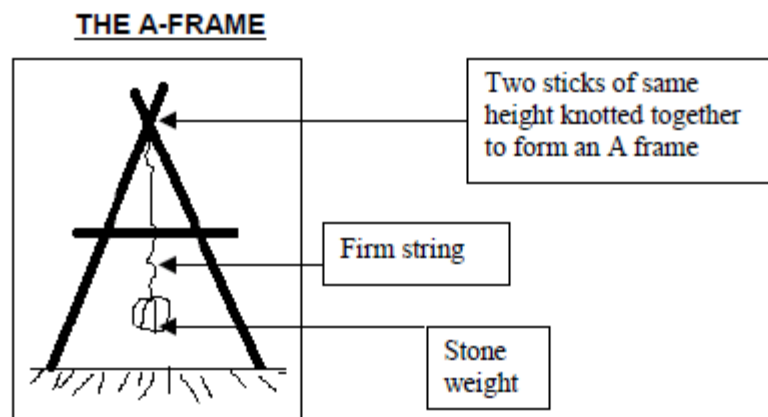 THE A-FRAME
Two sticks of same
height knotted together
to form an A frame
Firm string
Stone
weight